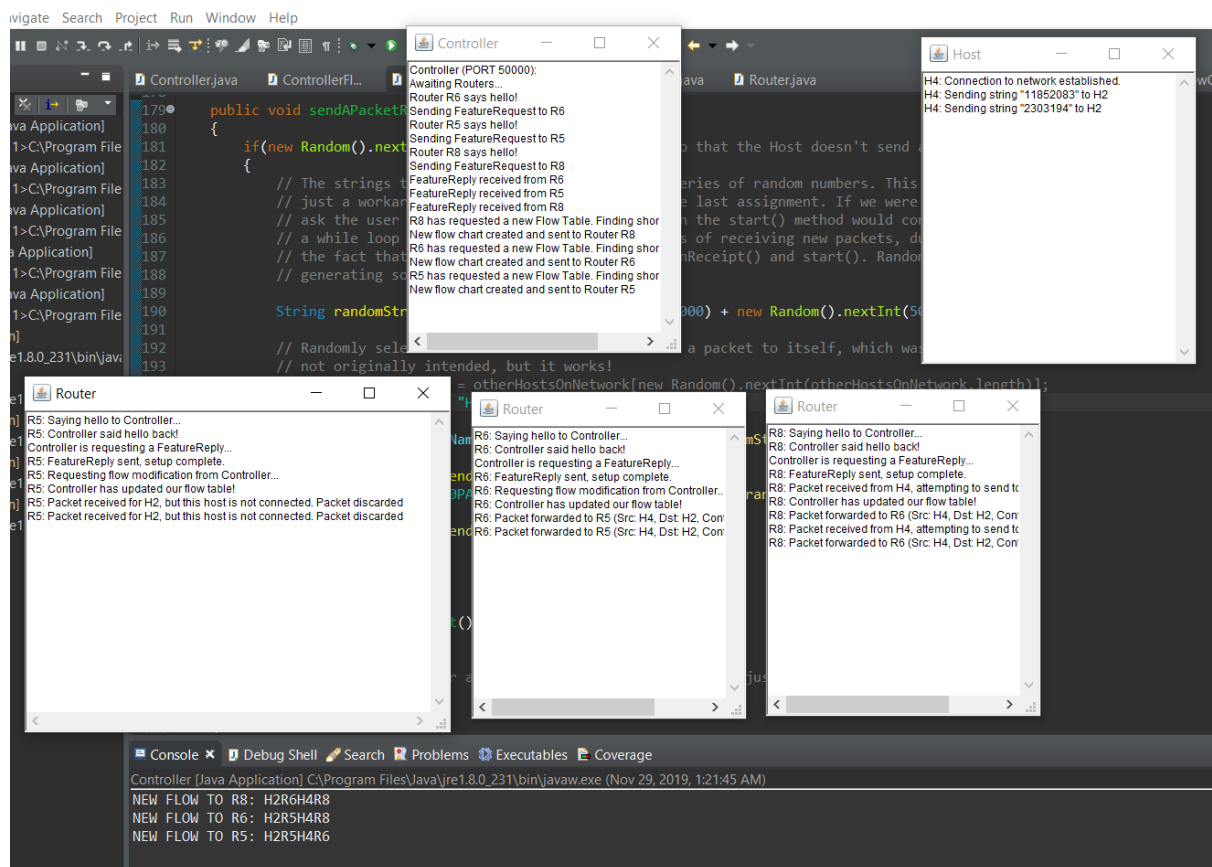 avigate Search Project Run Window Help
Controller
Host
Controller.java
ControllerFl...
ava
Router.java
Controller (PORT 50000):
Awaiting Routers...
Router R6 says hello!
Sending FeatureRequest to R6
Router R5 says hello!
Sending FeatureRequest to R5
Router R8 says hello!
Sending FeatureRequest to R8
FeatureReply received from R6
FeatureReply received from R5
FeatureReply received from R8
R8 has requested a new Flow Table. Finding shor
New flow chart created and sent to Router R8
R6 has requested a new Flow Table. Finding shor
New flow chart created and sent to Router R6
R5 has requested a new Flow Table. Finding shor
New flow chart created and sent to Router R5
H4: Connection to network established.
H4: Sending string "11852083" to H2
H4: Sending string "2303194" to H2
ava Application]
1>C:\Program File
ava Application]
1>C:\Program File
ava Application]
1>C:\Program File
a Application]
1>C:\Program File
ava Application]
1>C:\Program File
e1.8.0_231\bin\java
179 public void sendAPacketR
180 {
181 if(new Random().next o that the Host doesn't send a
182 {
183 // The strings t eries of random numbers. This
184 // just a workar e last assignment. If we were
185 // ask the user n the start() method would con
186 // a while loop s of receiving new packets, du
187 // the fact that nReceipt() and start(). Random
188 // generating so
189
190 String randomStr 000) + new Random().nextInt(50
191
192 // Randomly sele a packet to itself, which was
193 // not originally intended, but it works!
= otherHostsOnNetwork[new Random().nextInt(otherHostsOnNetwork.length)];
Router
R5: Saying hello to Controller...
R5: Controller said hello back!
Controller is requesting a FeatureReply...
R5: FeatureReply sent, setup complete.
R5: Requesting flow modification from Controller...
R5: Controller has updated our flow table!
R5: Packet received for H2, but this host is not connected. Packet discarded
R5: Packet received for H2, but this host is not connected. Packet discarded
Router
R6: Saying hello to Controller...
R6: Controller said hello back!
Controller is requesting a FeatureReply...
R6: FeatureReply sent, setup complete.
R6: Requesting flow modification from Controller..
R6: Controller has updated our flow table!
R6: Packet forwarded to R5 (Src: H4, Dst: H2, Con
R6: Packet forwarded to R5 (Src: H4, Dst: H2, Con
Router
R8: Saying hello to Controller...
R8: Controller said hello back!
Controller is requesting a FeatureReply...
R8: FeatureReply sent, setup complete.
R8: Packet received from H4, attempting to send to
R8: Controller has updated our flow table!
R8: Packet forwarded to R6 (Src: H4, Dst: H2, Con
R8: Packet received from H4, attempting to send to
R8: Packet forwarded to R6 (Src: H4, Dst: H2, Con
Console Debug Shell Search Problems Executables Coverage
Controller [Java Application] C:\Program Files\Java\jre1.8.0_231\bin\javaw.exe (Nov 29, 2019, 1:21:45 AM)
NEW FLOW TO R8: H2R6H4R8
NEW FLOW TO R6: H2R5H4R8
NEW FLOW TO R5: H2R5H4R6